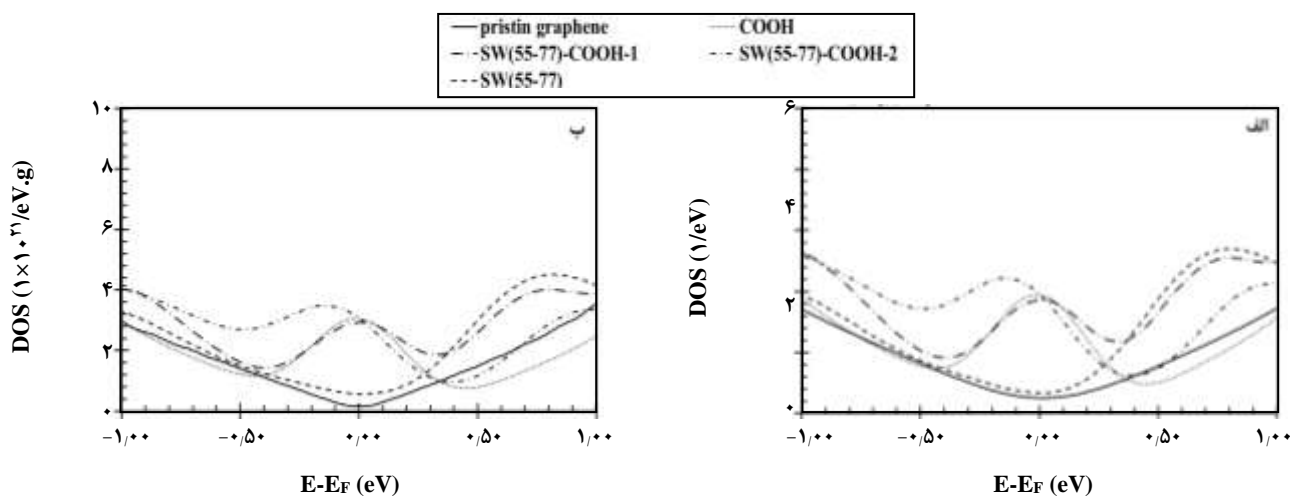 pristin graphene COOH
SW(55-77)-COOH-1 SW(55-77)-COOH-2
SW(55-77)
ب
DOS (۱×۱۰^۲۱/eV.g)
۱۰
۸
۶
۴
۲
۰
−۱٫۰۰ −۰٫۵۰ ۰٫۰۰ ۰٫۵۰ ۱٫۰۰
E-EF (eV)
الف
DOS (۱/eV)
۶
۴
۲
۰
−۱٫۰۰ −۰٫۵۰ ۰٫۰۰ ۰٫۵۰ ۱٫۰۰
E-EF (eV)